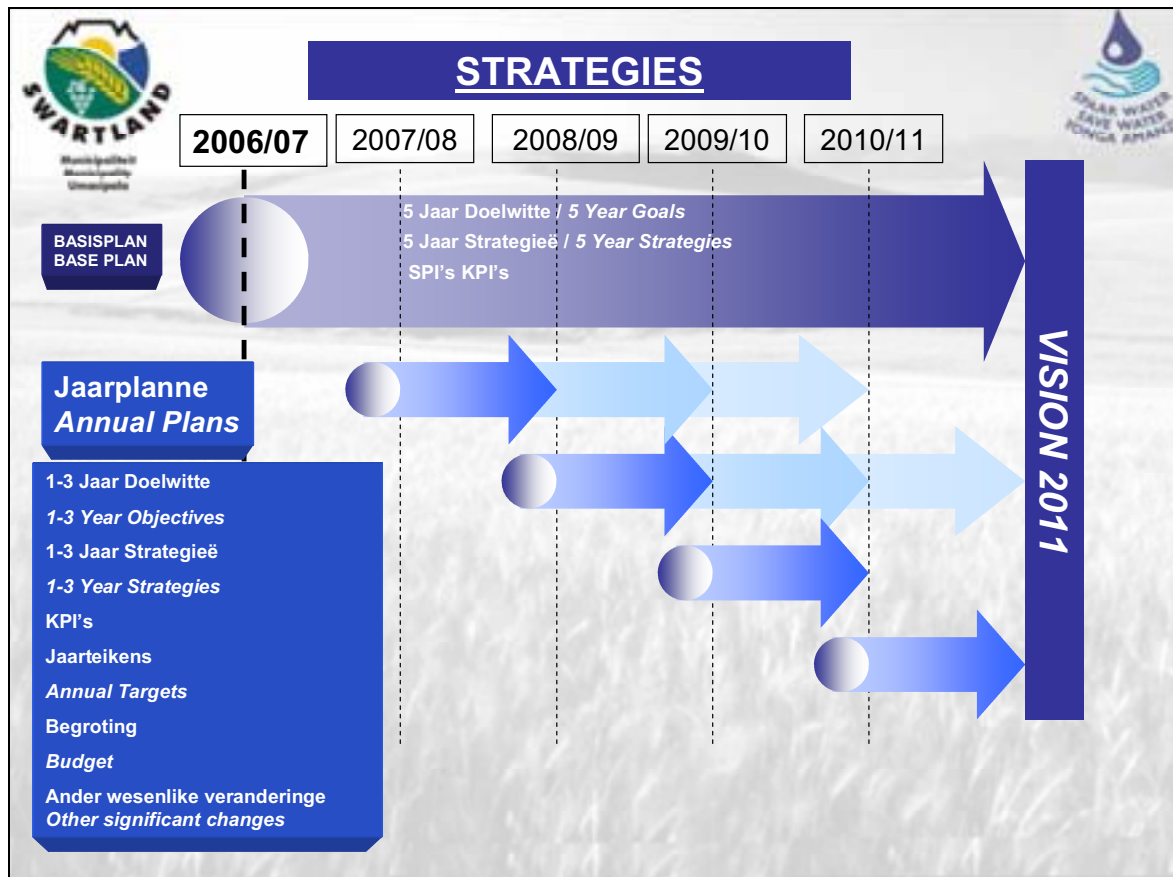 STRATEGIES
SWARTLAND
Munisipaliteit
Municipality
Umasipala
SPAAR WATER
SAVE WATER
2006/07
2007/08
2008/09
2009/10
2010/11
BASISPLAN
BASE PLAN
5 Jaar Doelwitte / 5 Year Goals
5 Jaar Strategieë / 5 Year Strategies
SPI's KPI's
VISION 2011
Jaarplanne
Annual Plans
1-3 Jaar Doelwitte
1-3 Year Objectives
1-3 Jaar Strategieë
1-3 Year Strategies
KPI's
Jaarteikens
Annual Targets
Begroting
Budget
Ander wesenlike veranderinge
Other significant changes